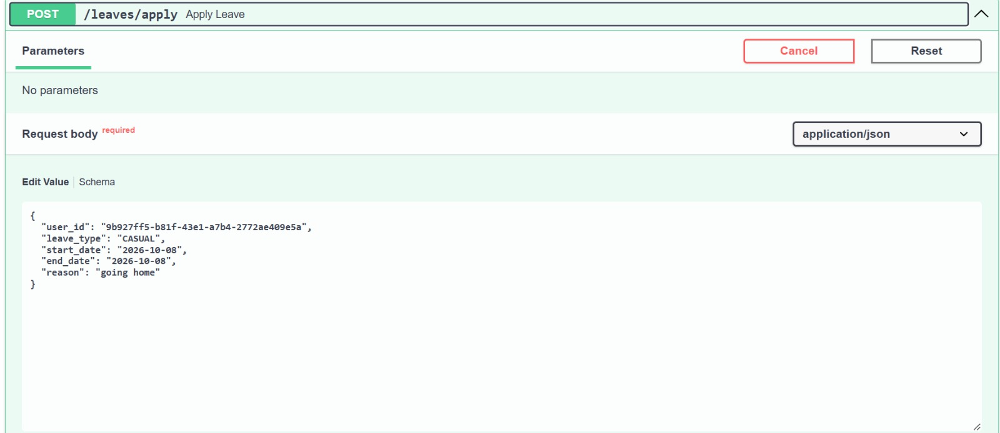 POST /leaves/apply Apply Leave
Parameters
Cancel
Reset
No parameters
Request body required
application/json
Edit Value | Schema
{
  "user_id": "9b927ff5-b81f-43e1-a7b4-2772ae409e5a",
  "leave_type": "CASUAL",
  "start_date": "2026-10-08",
  "end_date": "2026-10-08",
  "reason": "going home"
}